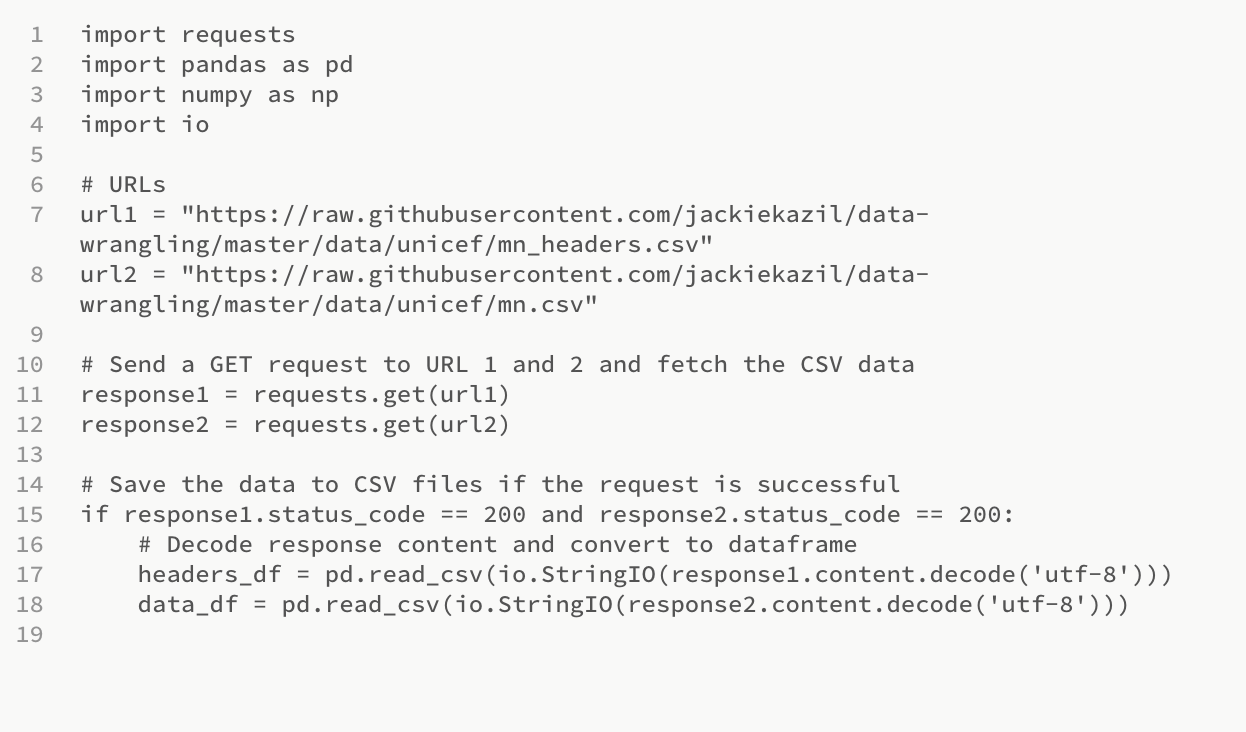 1 import requests
2 import pandas as pd
3 import numpy as np
4 import io
5
6 # URLs
7 url1 = "https://raw.githubusercontent.com/jackiekazil/data-
wrangling/master/data/unicef/mn_headers.csv"
8 url2 = "https://raw.githubusercontent.com/jackiekazil/data-
wrangling/master/data/unicef/mn.csv"
9
10 # Send a GET request to URL 1 and 2 and fetch the CSV data
11 response1 = requests.get(url1)
12 response2 = requests.get(url2)
13
14 # Save the data to CSV files if the request is successful
15 if response1.status_code == 200 and response2.status_code == 200:
16     # Decode response content and convert to dataframe
17     headers_df = pd.read_csv(io.StringIO(response1.content.decode('utf-8')))
18     data_df = pd.read_csv(io.StringIO(response2.content.decode('utf-8')))
19